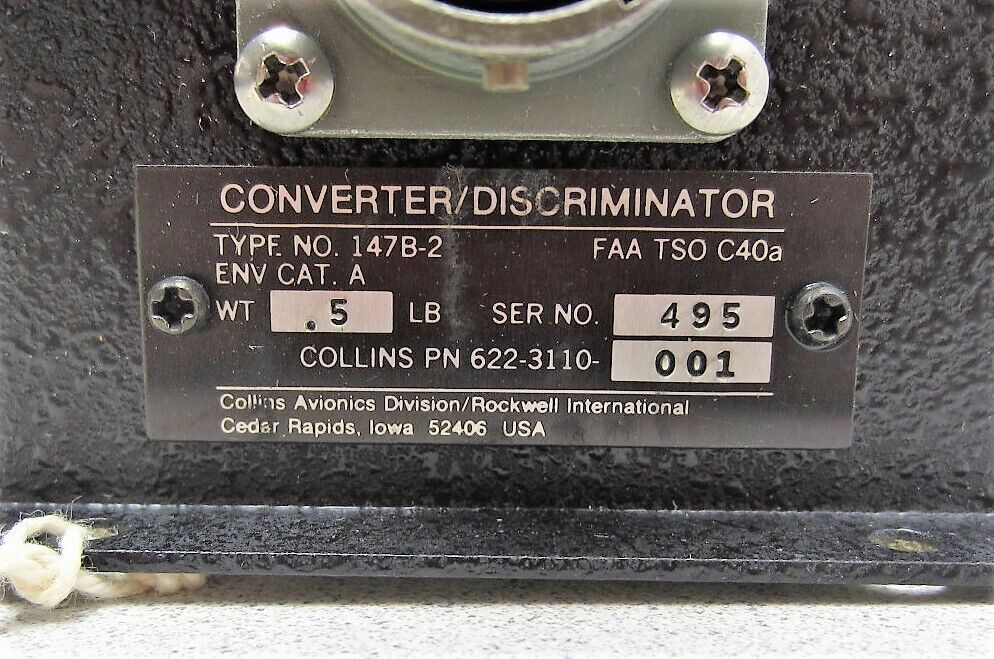 CONVERTER/DISCRIMINATOR
TYPE NO. 147B-2 FAA TSO C40a
ENV CAT. A
WT .5 LB SER NO. 495
COLLINS PN 622-3110- 001
Collins Avionics Division/Rockwell International
Cedar Rapids, Iowa 52406 USA